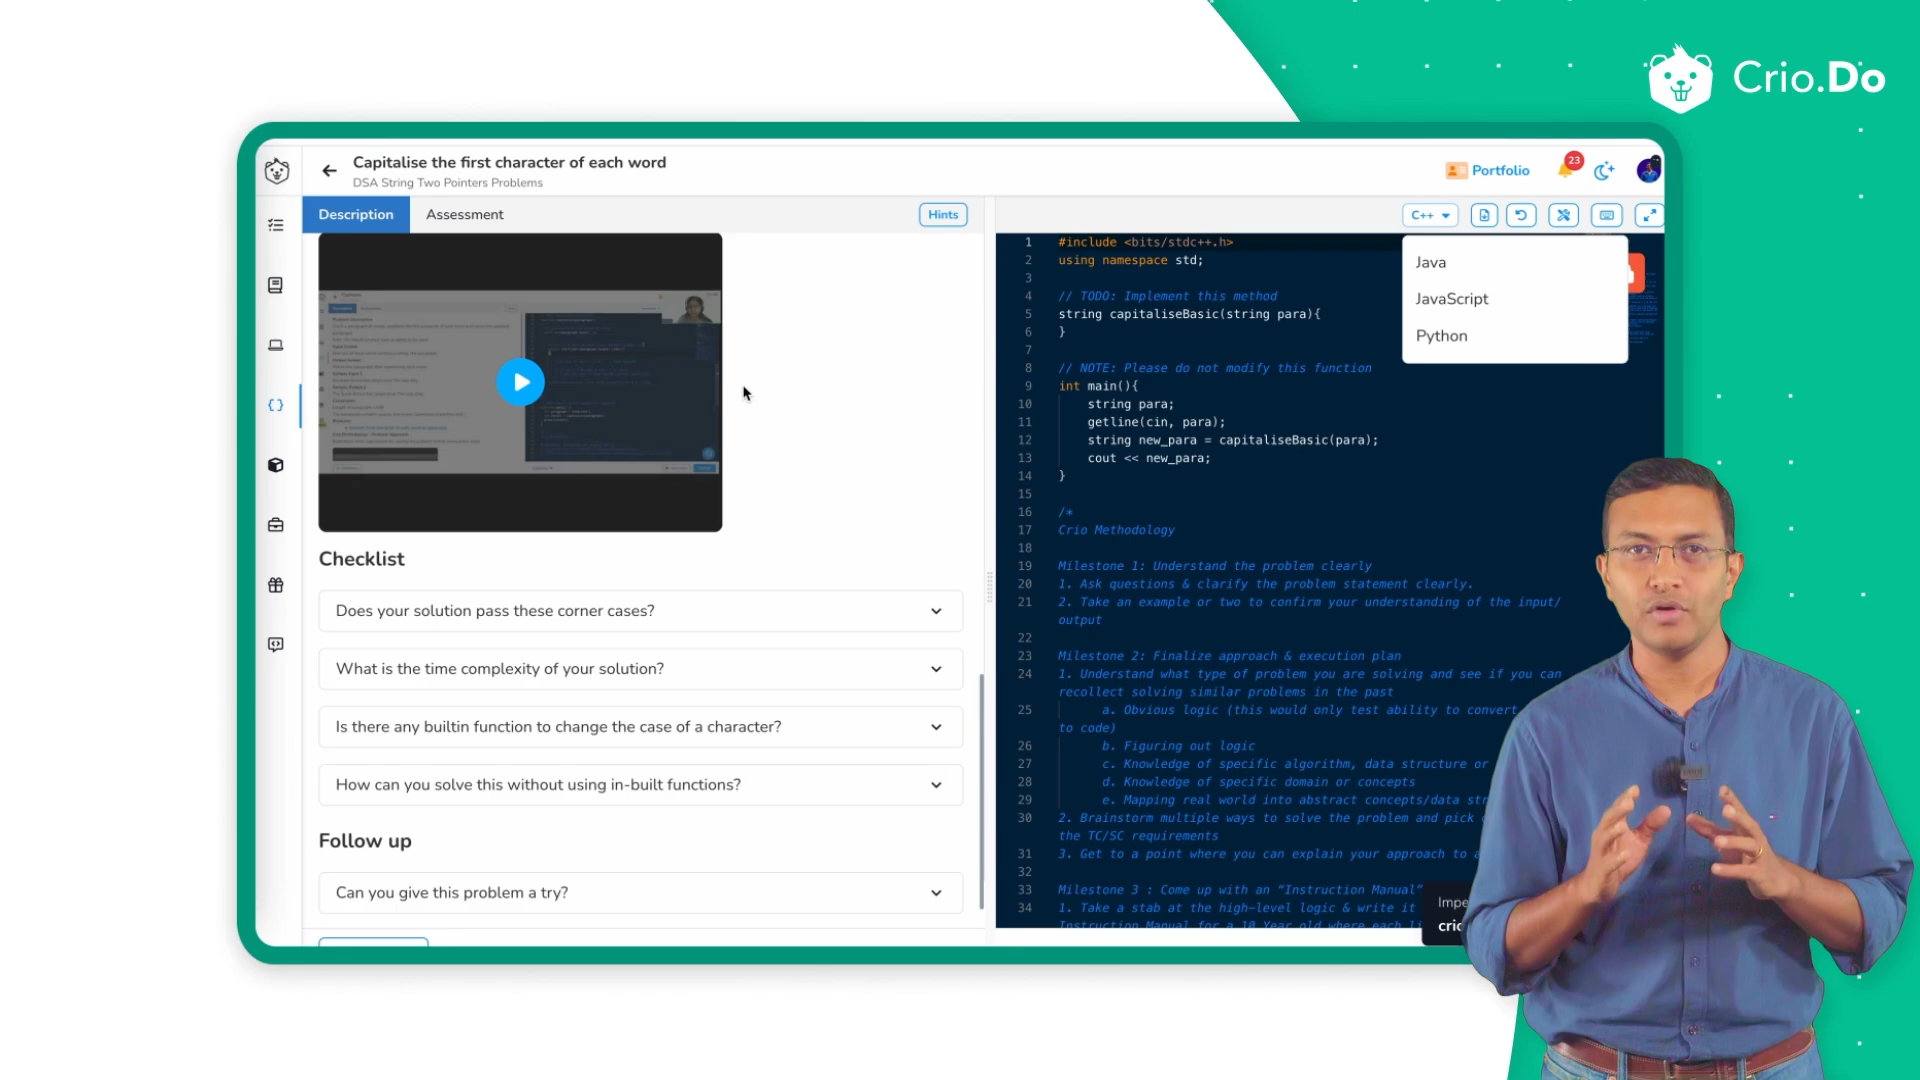 Crio.Do
Capitalise the first character of each word
DSA String Two Pointers Problems
Portfolio
23
Description
Assessment
Hints
C++
Java
JavaScript
Python
Checklist
Does your solution pass these corner cases?
What is the time complexity of your solution?
Is there any builtin function to change the case of a character?
How can you solve this without using in-built functions?
Follow up
Can you give this problem a try?
1 #include <bits/stdc++.h>
2 using namespace std;
3
4 // TODO: Implement this method
5 string capitaliseBasic(string para){
6 }
7
8 // NOTE: Please do not modify this function
9 int main(){
10 string para;
11 getline(cin, para);
12 string new_para = capitaliseBasic(para);
13 cout << new_para;
14 }
15
16 /*
17 Crio Methodology
18
19 Milestone 1: Understand the problem clearly
20 1. Ask questions & clarify the problem statement clearly.
21 2. Take an example or two to confirm your understanding of the input/
output
22
23 Milestone 2: Finalize approach & execution plan
24 1. Understand what type of problem you are solving and see if you can
recollect solving similar problems in the past
25 a. Obvious logic (this would only test ability to convert
to code)
26 b. Figuring out logic
27 c. Knowledge of specific algorithm, data structure or
28 d. Knowledge of specific domain or concepts
29 e. Mapping real world into abstract concepts/data
30 2. Brainstorm multiple ways to solve the problem and pick
the TC/SC requirements
31 3. Get to a point where you can explain your approach to
32
33 Milestone 3 : Come up with an “Instruction Manual”
34 1. Take a stab at the high-level logic & write it
Instruction Manual for a 10 Year old where each